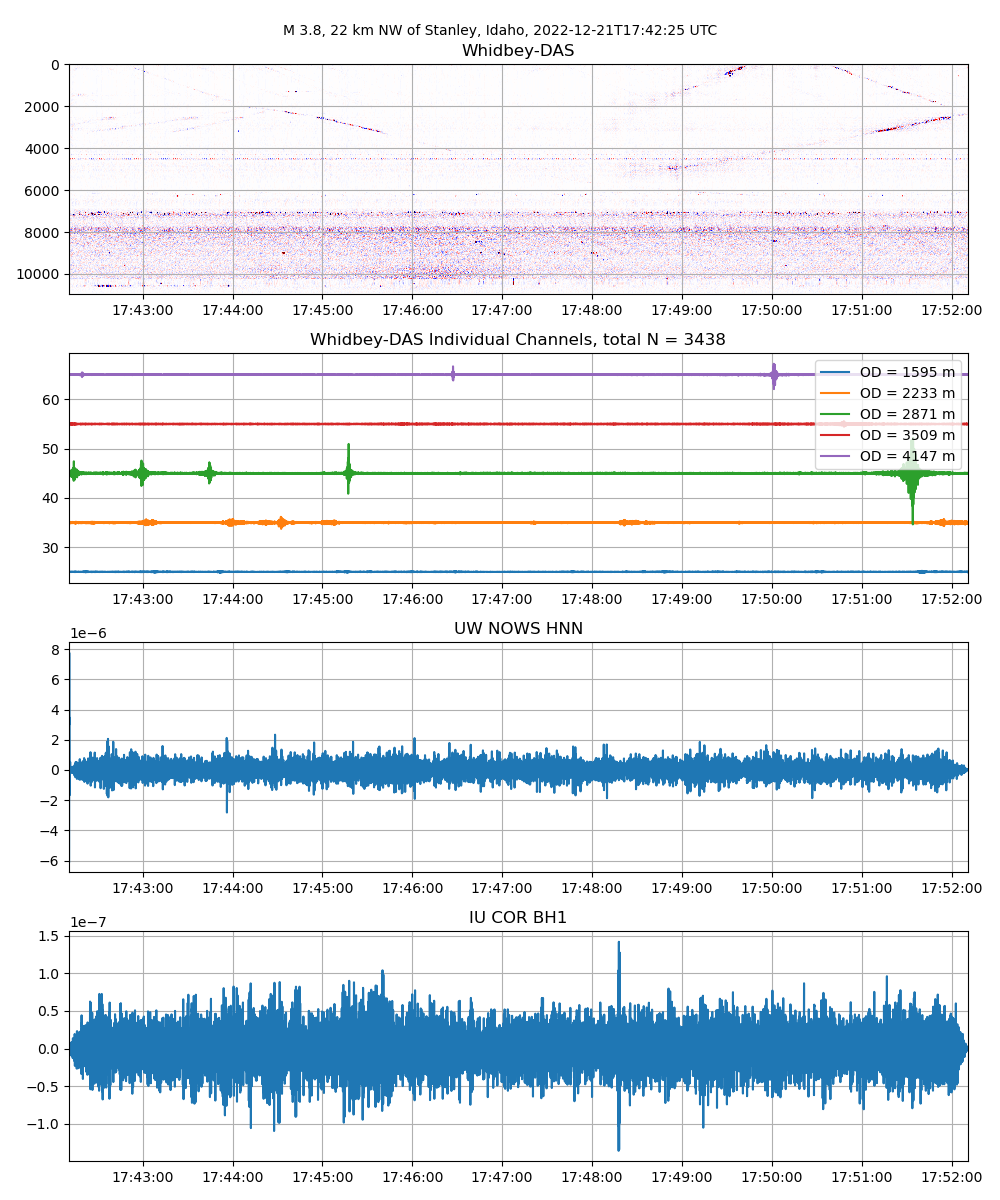 M 3.8, 22 km NW of Stanley, Idaho, 2022-12-21T17:42:25 UTC
Whidbey-DAS
0
2000
4000
6000
8000
10000
17:43:00 17:44:00 17:45:00 17:46:00 17:47:00 17:48:00 17:49:00 17:50:00 17:51:00 17:52:00
Whidbey-DAS Individual Channels, total N = 3438
60
50
40
30
OD = 1595 m
OD = 2233 m
OD = 2871 m
OD = 3509 m
OD = 4147 m
17:43:00 17:44:00 17:45:00 17:46:00 17:47:00 17:48:00 17:49:00 17:50:00 17:51:00 17:52:00
UW NOWS HNN
1e−6
8
6
4
2
0
−2
−4
−6
17:43:00 17:44:00 17:45:00 17:46:00 17:47:00 17:48:00 17:49:00 17:50:00 17:51:00 17:52:00
IU COR BH1
1e−7
1.5
1.0
0.5
0.0
−0.5
−1.0
17:43:00 17:44:00 17:45:00 17:46:00 17:47:00 17:48:00 17:49:00 17:50:00 17:51:00 17:52:00